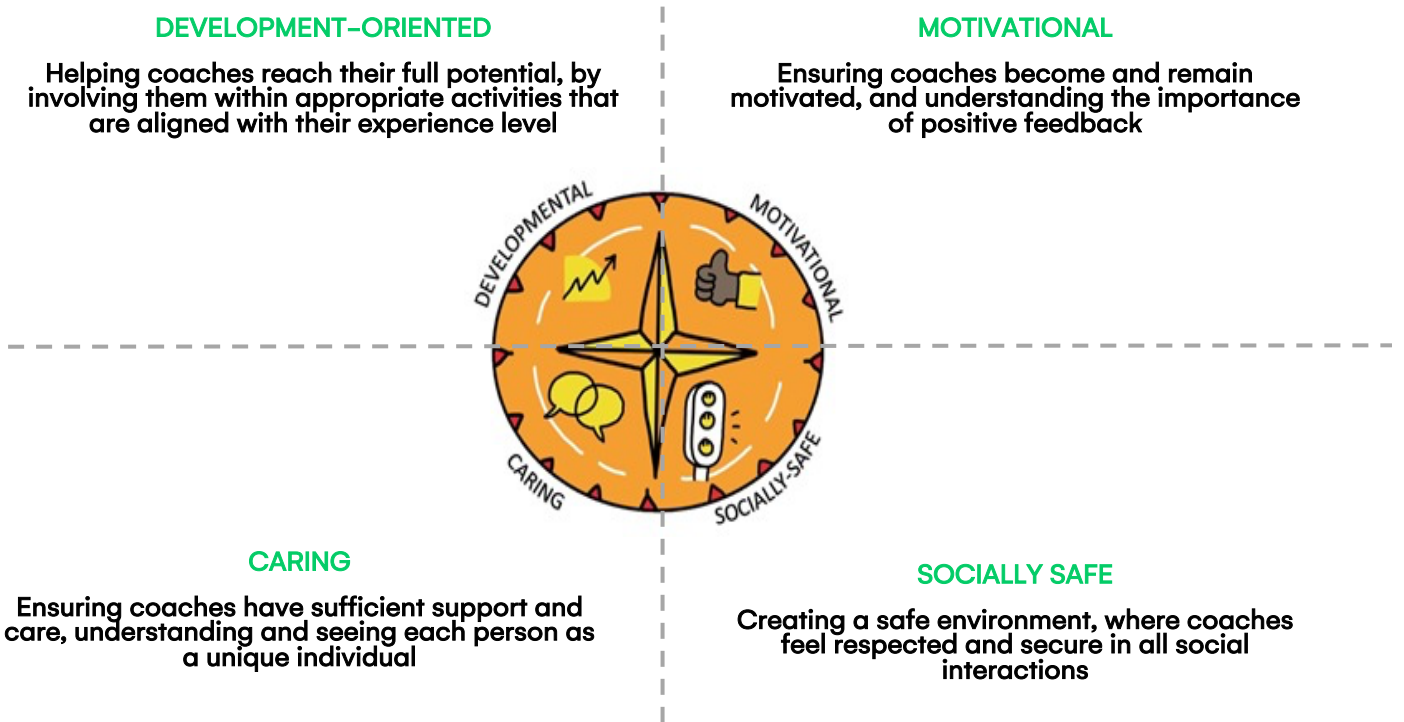 DEVELOPMENT-ORIENTED
Helping coaches reach their full potential, by
involving them within appropriate activities that
are aligned with their experience level
MOTIVATIONAL
Ensuring coaches become and remain
motivated, and understanding the importance
of positive feedback
DEVELOPMENTAL
MOTIVATIONAL
CARING
SOCIALLY-SAFE
CARING
Ensuring coaches have sufficient support and
care, understanding and seeing each person as
a unique individual
SOCIALLY SAFE
Creating a safe environment, where coaches
feel respected and secure in all social
interactions